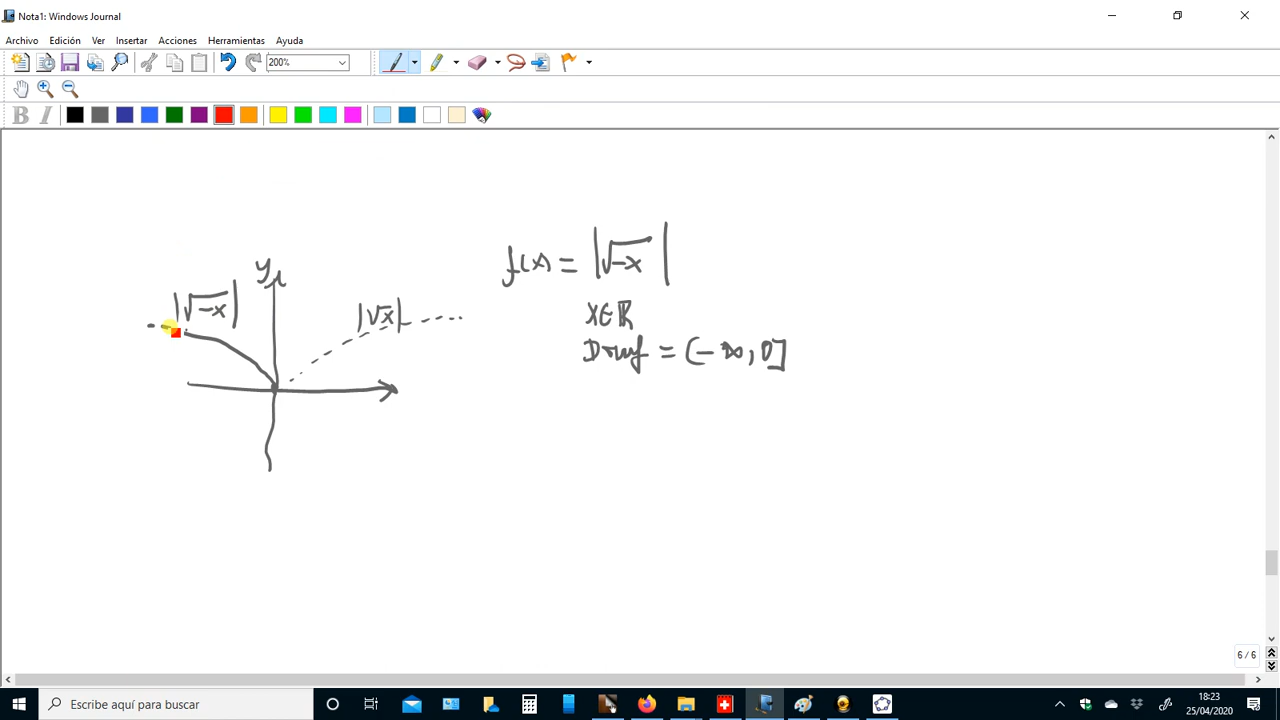 Nota1: Windows Journal
Archivo Edición Ver Insertar Acciones Herramientas Ayuda
200%
B I
f(x) = |√-x|
y
|√-x|
|√x|
x∈ℝ
Domf = (-∞, 0]
6 / 6
Escribe aquí para buscar
18:23
25/04/2020